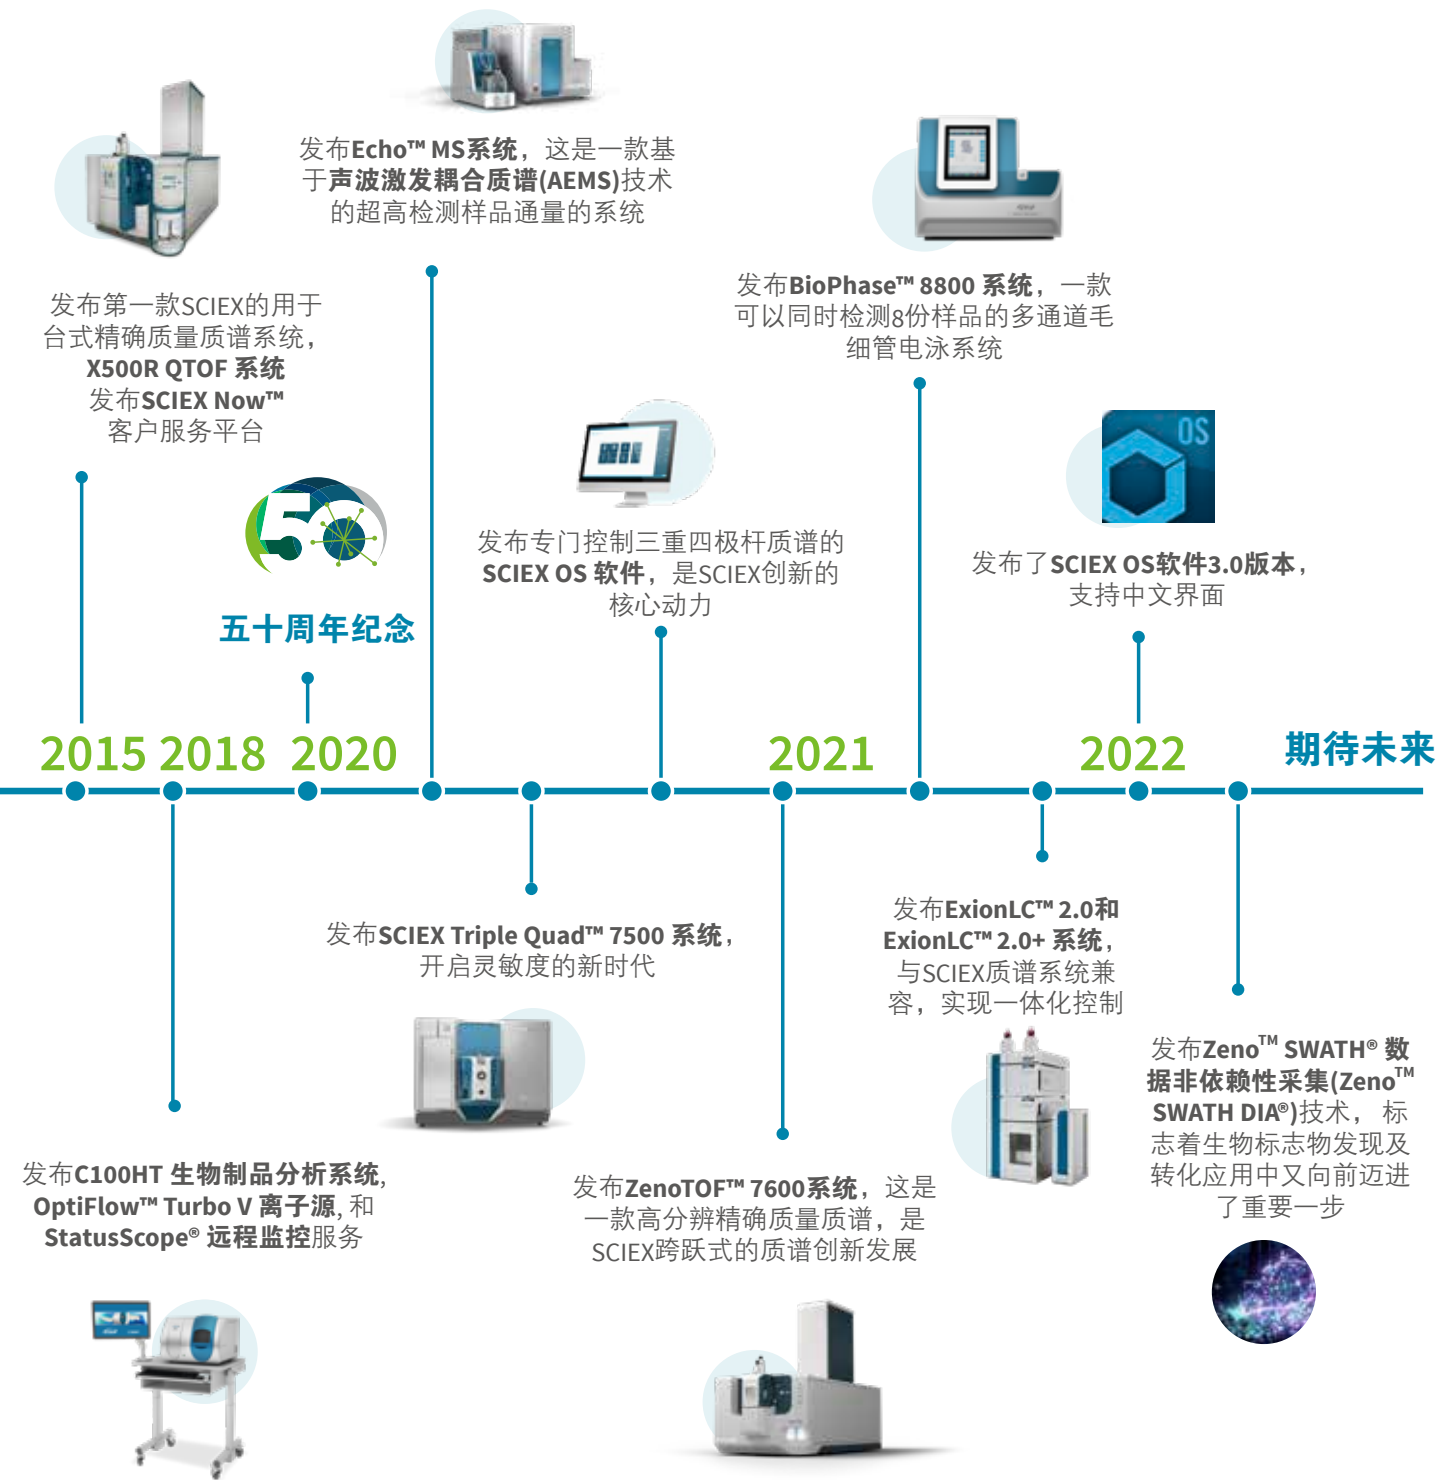 发布Echo™ MS系统，这是一款基
于声波激发耦合质谱(AEMS)技术
的超高检测样品通量的系统
发布第一款SCIEX的用于
台式精确质量质谱系统，
X500R QTOF 系统
发布SCIEX Now™
客户服务平台
发布BioPhase™ 8800 系统，一款
可以同时检测8份样品的多通道毛
细管电泳系统
50
五十周年纪念
发布专门控制三重四极杆质谱的
SCIEX OS 软件，是SCIEX创新的
核心动力
OS
发布了SCIEX OS软件3.0版本，
支持中文界面
2015 2018 2020 2021 2022 期待未来
发布SCIEX Triple Quad™ 7500 系统，
开启灵敏度的新时代
发布ExionLC™ 2.0和
ExionLC™ 2.0+ 系统，
与SCIEX质谱系统兼
容，实现一体化控制
发布Zeno™ SWATH® 数
据非依赖性采集(Zeno™
SWATH DIA®)技术， 标
志着生物标志物发现及
转化应用中又向前迈进
了重要一步
发布C100HT 生物制品分析系统,
OptiFlow™ Turbo V 离子源, 和
StatusScope® 远程监控服务
发布ZenoTOF™ 7600系统，这是
一款高分辨精确质量质谱，是
SCIEX跨跃式的质谱创新发展